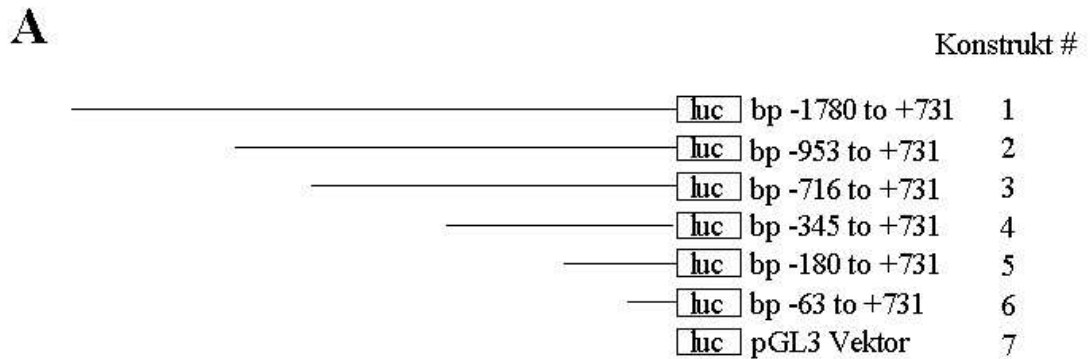 A
Konstrukt #
luc bp -1780 to +731 1
luc bp -953 to +731 2
luc bp -716 to +731 3
luc bp -345 to +731 4
luc bp -180 to +731 5
luc bp -63 to +731 6
luc pGL3 Vektor 7